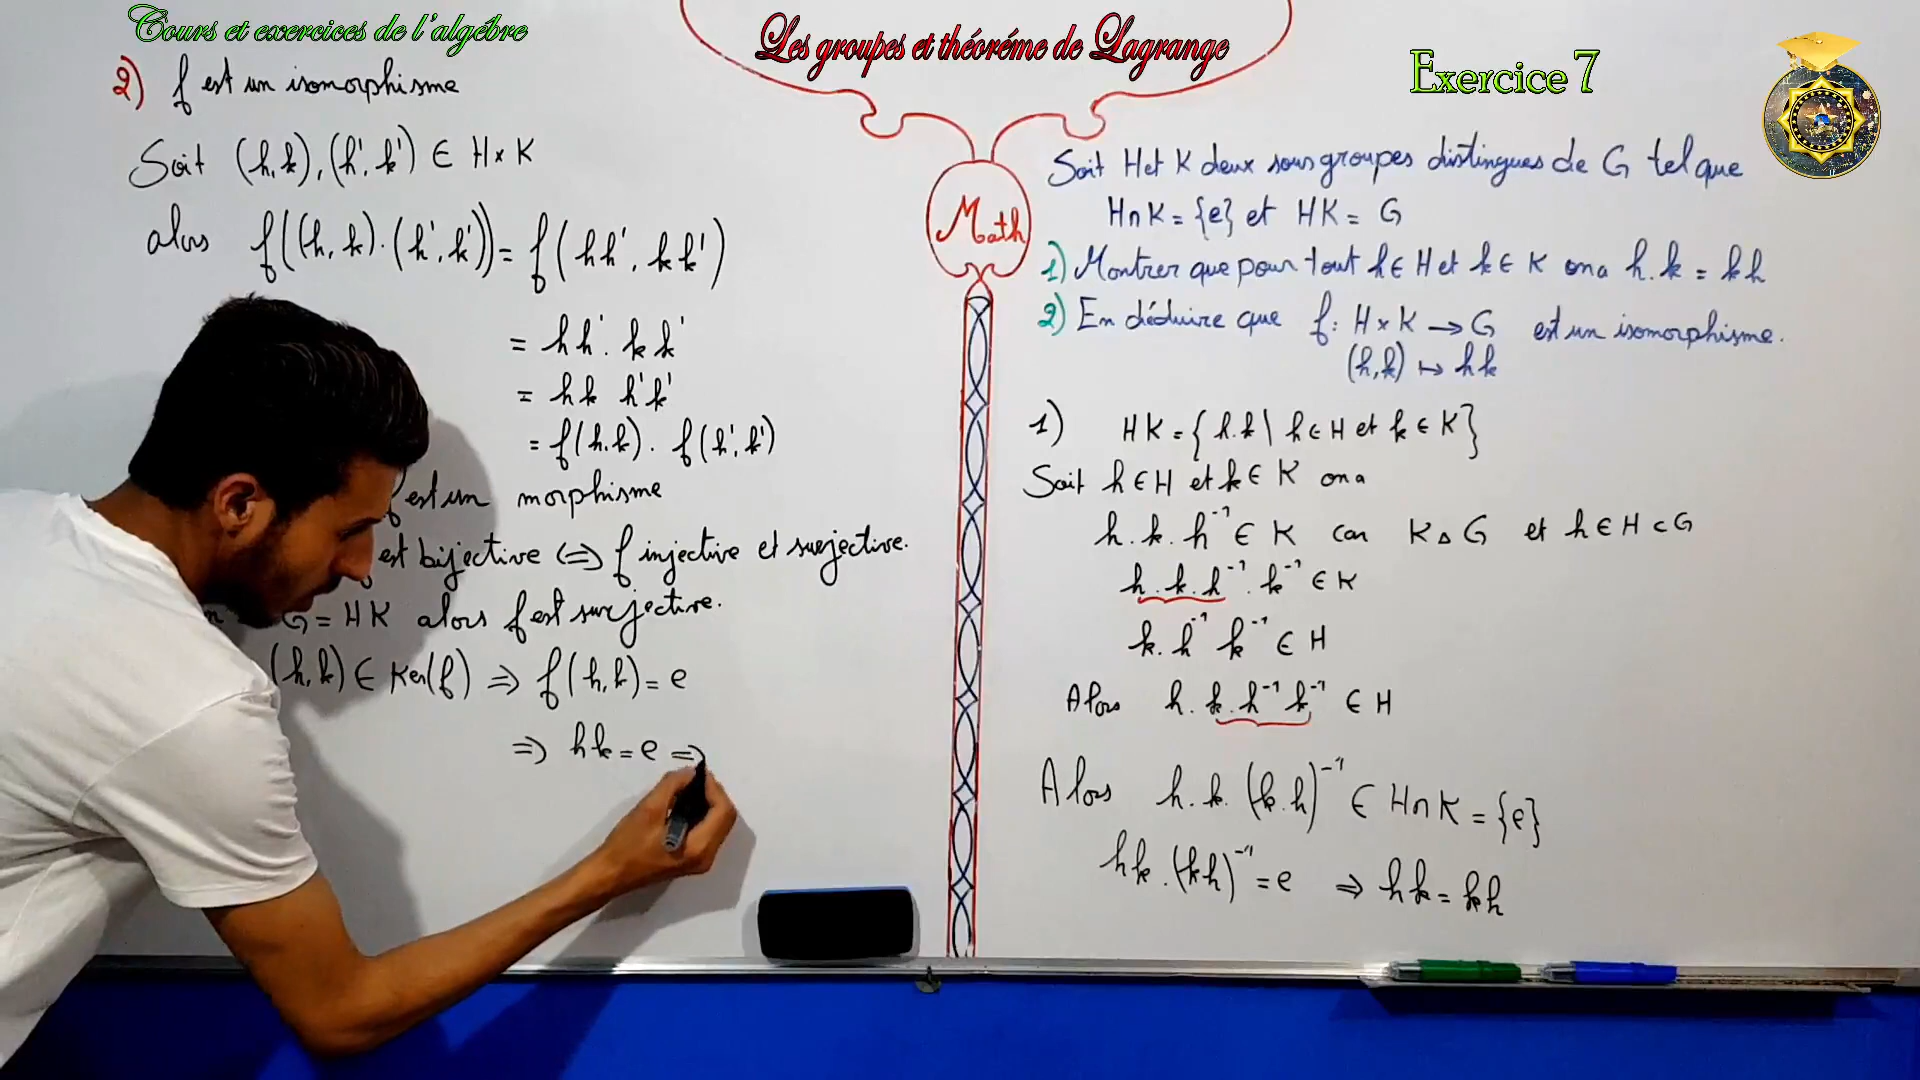 Cours et exercices de l'algébre
Les groupes et théoréme de Lagrange
Exercice 7
Math
2) f est un isomorphisme
Soit (h,k),(h',k') ∈ H×K
alors f((h,k)·(h',k')) = f(hh', kk')
= hh'·kk'
= hk h'k'
= f(h,k)·f(h',k')
f est un morphisme
est bijective ⟺ f injective et surjective.
G = HK alors f est surjective.
(h,k) ∈ Ker(f) ⇒ f(h,k) = e
⇒ hk = e ⇒
Soit H et K deux sous groupes distingues de G tel que
H∩K = {e} et HK = G
1) Montrer que pour tout h∈H et k∈K on a h.k = kh
2) En déduire que f: H×K → G est un isomorphisme.
(h,k) ↦ hk
1) HK = {h.k | h∈H et k∈K}
Soit h∈H et k∈K on a
h.k.h⁻¹ ∈ K car K △ G et h∈H⊂G
h.k.h⁻¹.k⁻¹ ∈ K
k.h⁻¹ k⁻¹ ∈ H
Alors h.k.h⁻¹ k⁻¹ ∈ H
Alors h.k.(k.h)⁻¹ ∈ H∩K = {e}
hk.(kh)⁻¹ = e ⇒ hk = kh